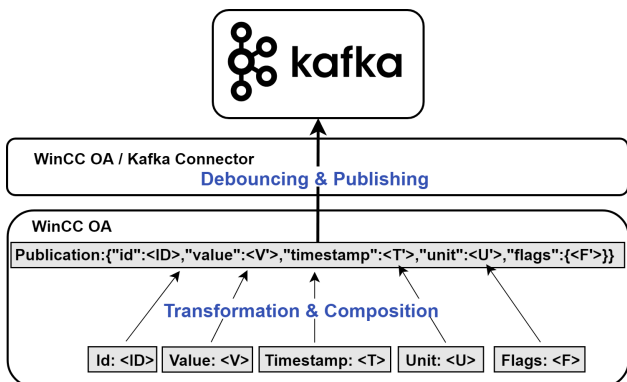 kafka
WinCC OA / Kafka Connector
Debouncing & Publishing
WinCC OA
Publication:{"id":<ID>,"value":<V'>,"timestamp":<T'>,"unit":<U'>,"flags":{<F'>}}
Transformation & Composition
Id: <ID> Value: <V> Timestamp: <T> Unit: <U> Flags: <F>